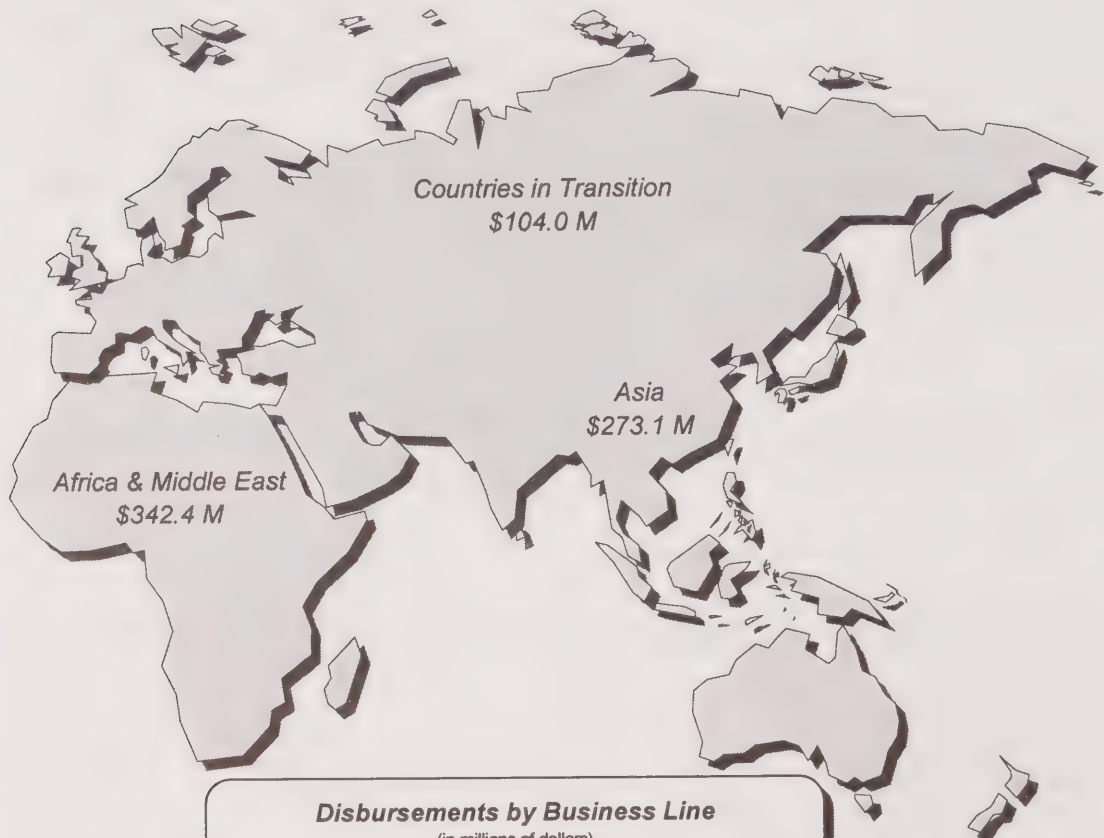 Countries in Transition
$104.0 M
Asia
$273.1 M
Africa & Middle East
$342.4 M
Disbursements by Business Line
(in millions of dollars)